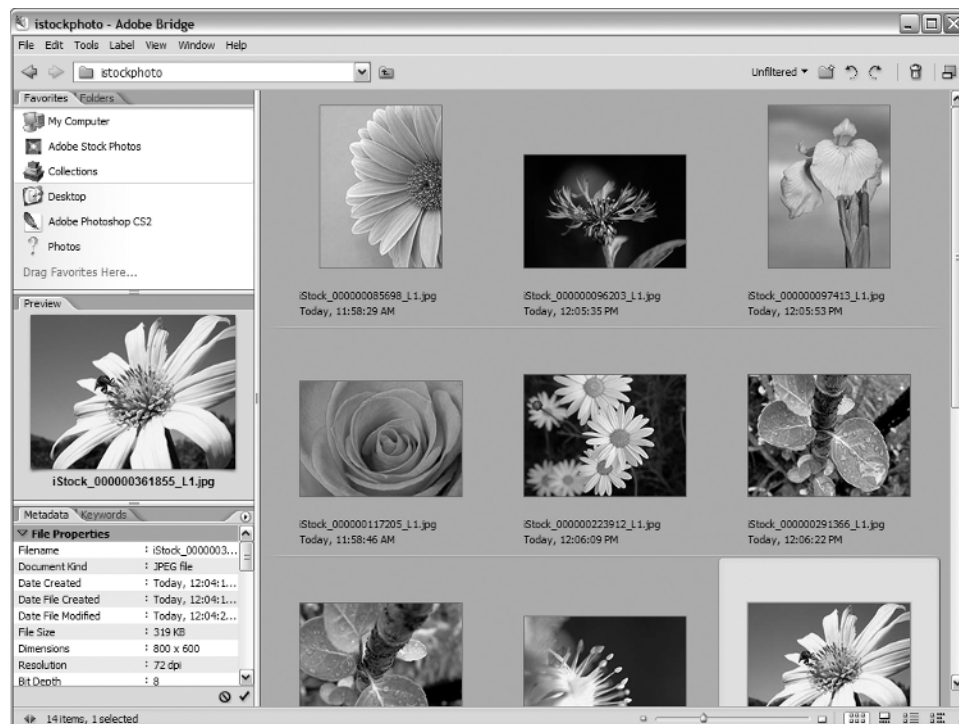 istockphoto - Adobe Bridge
File Edit Tools Label View Window Help
istockphoto
Unfiltered
Favorites Folders
My Computer
Adobe Stock Photos
Collections
Desktop
Adobe Photoshop CS2
Photos
Drag Favorites Here...
Preview
iStock_000000361855_L1.jpg
Metadata Keywords
File Properties
Filename : iStock_0000003...
Document Kind : JPEG file
Date Created : Today, 12:04:1...
Date File Created : Today, 12:04:1...
Date File Modified : Today, 12:04:2...
File Size : 319 KB
Dimensions : 800 x 600
Resolution : 72 dpi
Bit Depth : 8
iStock_000000085698_L1.jpg
Today, 11:58:29 AM
iStock_000000096203_L1.jpg
Today, 12:05:35 PM
iStock_000000097413_L1.jpg
Today, 12:05:53 PM
iStock_000000117205_L1.jpg
Today, 11:58:46 AM
iStock_000000223912_L1.jpg
Today, 12:06:09 PM
iStock_000000291366_L1.jpg
Today, 12:06:22 PM
14 items, 1 selected